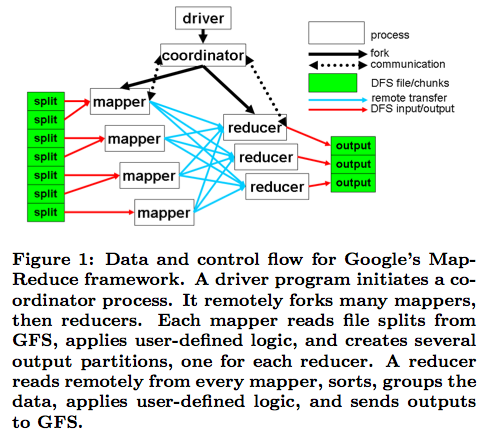 driver
process
coordinator
fork
communication
DFS file/chunks
split
mapper
remote transfer
split
DFS input/output
split
mapper
reducer
split
output
split
mapper
reducer
output
split
reducer
output
split
mapper
Figure 1: Data and control flow for Google's Map-
Reduce framework. A driver program initiates a co-
ordinator process. It remotely forks many mappers,
then reducers. Each mapper reads file splits from
GFS, applies user-defined logic, and creates several
output partitions, one for each reducer. A reducer
reads remotely from every mapper, sorts, groups the
data, applies user-defined logic, and sends outputs
to GFS.